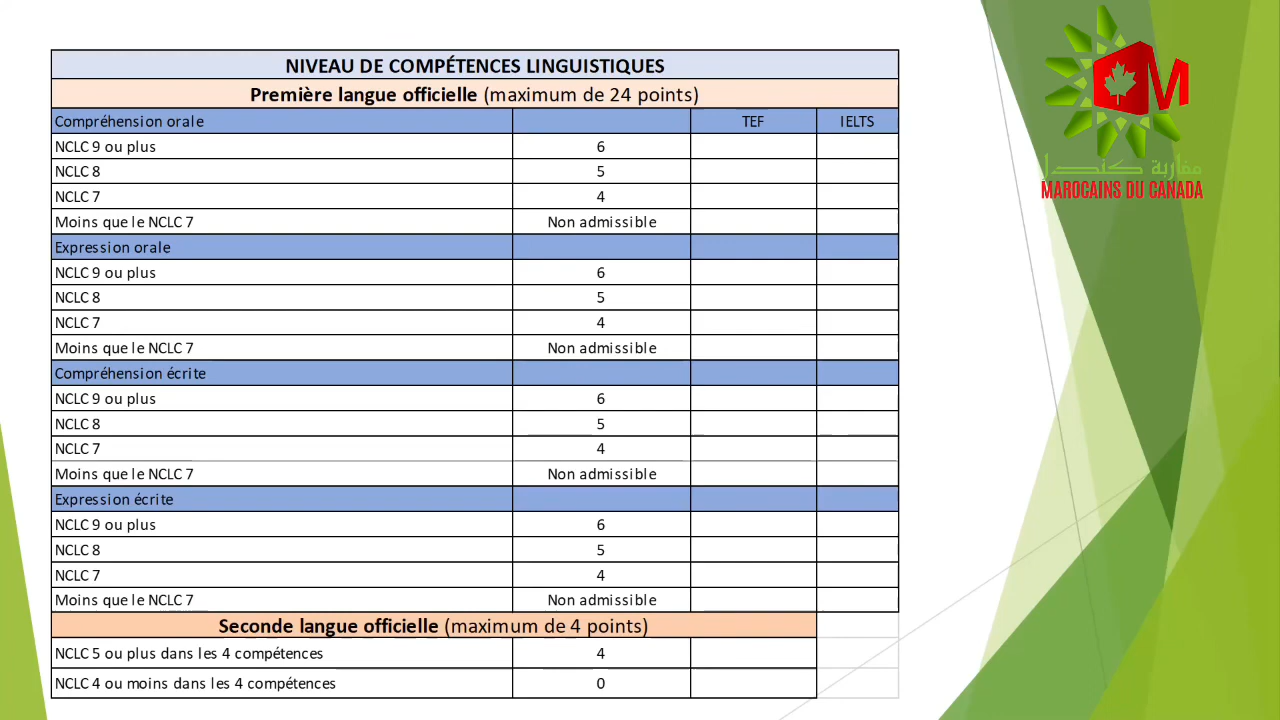 NIVEAU DE COMPÉTENCES LINGUISTIQUES
Première langue officielle (maximum de 24 points)
Compréhension orale TEF IELTS
NCLC 9 ou plus 6
NCLC 8 5
NCLC 7 4
Moins que le NCLC 7 Non admissible
Expression orale
NCLC 9 ou plus 6
NCLC 8 5
NCLC 7 4
Moins que le NCLC 7 Non admissible
Compréhension écrite
NCLC 9 ou plus 6
NCLC 8 5
NCLC 7 4
Moins que le NCLC 7 Non admissible
Expression écrite
NCLC 9 ou plus 6
NCLC 8 5
NCLC 7 4
Moins que le NCLC 7 Non admissible
Seconde langue officielle (maximum de 4 points)
NCLC 5 ou plus dans les 4 compétences 4
NCLC 4 ou moins dans les 4 compétences 0
M
مغاربة كندا
MAROCAINS DU CANADA